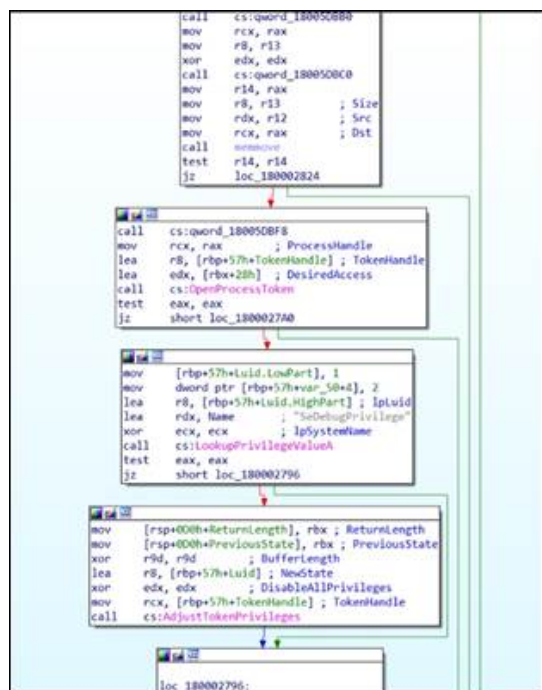 call cs:qword_18005DBB0
mov rcx, rax
mov r8, r13
xor edx, edx
call cs:qword_18005DBC0
mov r14, rax
mov r8, r13 ; Size
mov rdx, r12 ; Src
mov rcx, rax ; Dst
call memmove
test r14, r14
jz loc_180002824
call cs:qword_18005DBF8
mov rcx, rax ; ProcessHandle
lea r8, [rbp+57h+TokenHandle] ; TokenHandle
lea edx, [rbx+28h] ; DesiredAccess
call cs:OpenProcessToken
test eax, eax
jz short loc_1800027A0
mov [rbp+57h+Luid.LowPart], 1
mov dword ptr [rbp+57h+var_50+4], 2
lea r8, [rbp+57h+Luid.HighPart] ; lpLuid
lea rdx, Name ; "SeDebugPrivilege"
xor ecx, ecx ; lpSystemName
call cs:LookupPrivilegeValueA
test eax, eax
jz short loc_180002796
mov [rsp+0D0h+ReturnLength], rbx ; ReturnLength
mov [rsp+0D0h+PreviousState], rbx ; PreviousState
xor r9d, r9d ; BufferLength
lea r8, [rbp+57h+Luid] ; NewState
xor edx, edx ; DisableAllPrivileges
mov rcx, [rbp+57h+TokenHandle] ; TokenHandle
call cs:AdjustTokenPrivileges
loc_180002796: